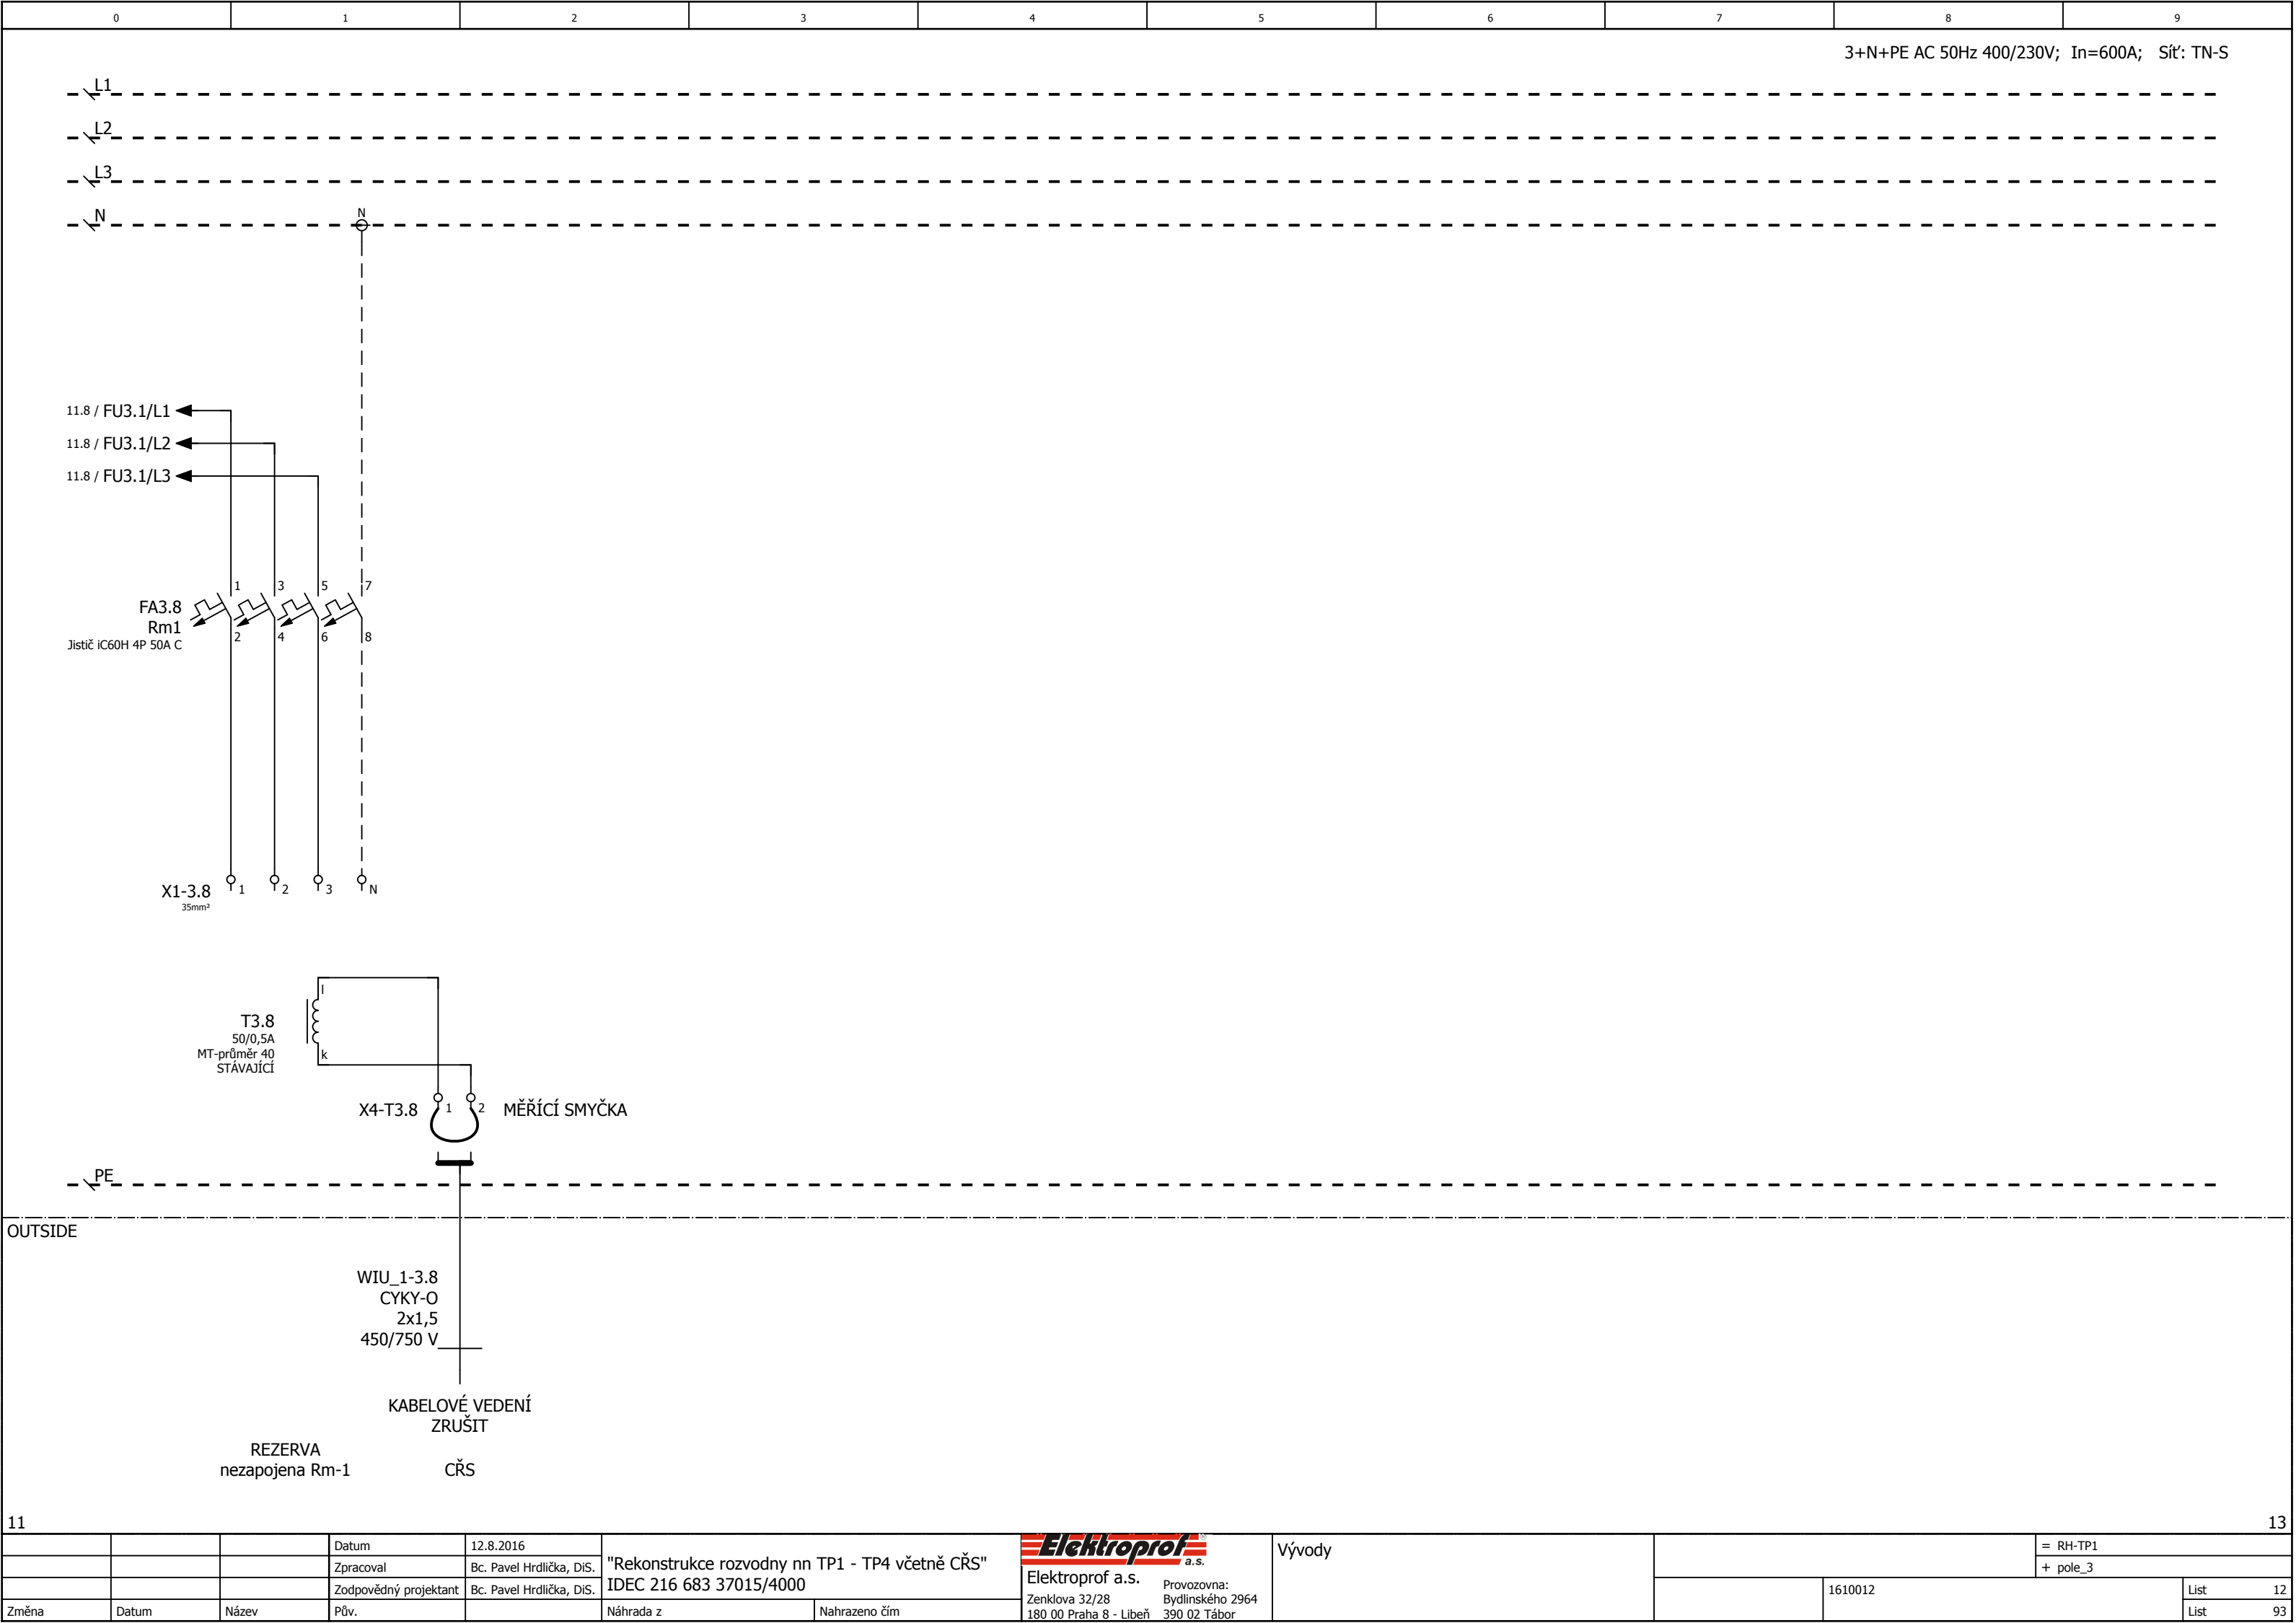 0 1 2 3 4 5 6 7 8 9
3+N+PE AC 50Hz 400/230V; In=600A; Síť: TN-S
L1
L2
L3
N
N
11.8 / FU3.1/L1
11.8 / FU3.1/L2
11.8 / FU3.1/L3
1 3 5 7
FA3.8
Rm1
Jistič iC60H 4P 50A C
2 4 6 8
X1-3.8
1 2 3 N
35mm²
l
T3.8
50/0,5A
MT-průměr 40
STÁVAJÍCÍ
k
X4-T3.8 1 2 MĚŘÍCÍ SMYČKA
PE
OUTSIDE
WIU_1-3.8
CYKY-O
2x1,5
450/750 V
KABELOVÉ VEDENÍ
ZRUŠIT
REZERVA
nezapojena Rm-1
CŘS
11
13
Datum 12.8.2016
Zpracoval Bc. Pavel Hrdlička, DiS.
Zodpovědný projektant Bc. Pavel Hrdlička, DiS.
Změna Datum Název Pův.
"Rekonstrukce rozvodny nn TP1 - TP4 včetně CŘS"
IDEC 216 683 37015/4000
Náhrada z Nahrazeno čím
Elektroprof ®
a.s.
Elektroprof a.s.
Zenklova 32/28
180 00 Praha 8 - Libeň
Provozovna:
Bydlinského 2964
390 02 Tábor
Vývody
= RH-TP1
+ pole_3
1610012
List 12
List 93